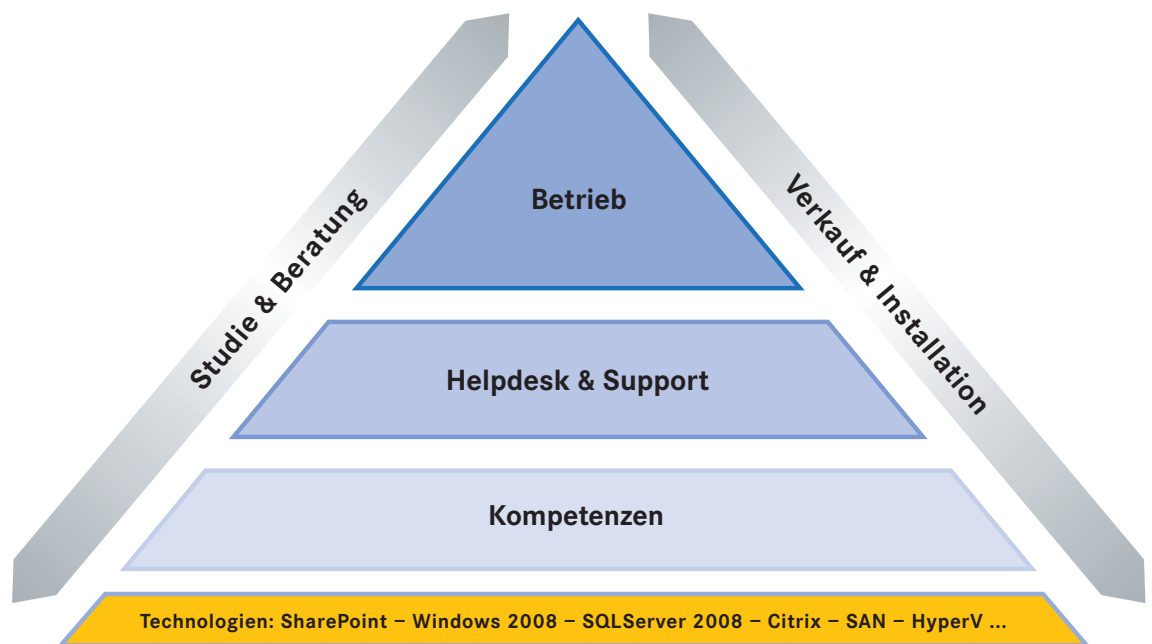 Betrieb
Studie & Beratung
Verkauf & Installation
Helpdesk & Support
Kompetenzen
Technologien: SharePoint – Windows 2008 – SQLServer 2008 – Citrix – SAN – HyperV ...